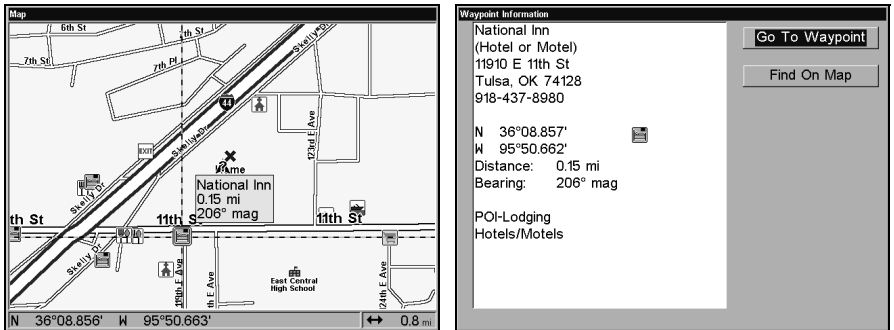 Map
6th St
7th St
7th St
7th Pl
Skelly Dr
44
EXIT
Skelly Dr
123rd E Ave
Home
National Inn
0.15 mi
206° mag
Skelly Dr
th St
11th S
11th St
Skelly Dr
119th E Ave
th E Ave
East Central
High School
124th E Ave
N 36°08.856' W 95°50.663'
0.8 mi
Waypoint Information
National Inn
(Hotel or Motel)
11910 E 11th St
Tulsa, OK 74128
918-437-8980
N 36°08.857'
W 95°50.662'
Distance: 0.15 mi
Bearing: 206° mag
POI-Lodging
Hotels/Motels
Go To Waypoint
Find On Map